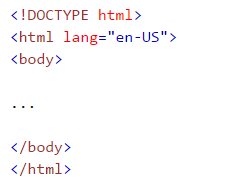 <!DOCTYPE html>
<html lang="en-US">
<body>
...
</body>
</html>